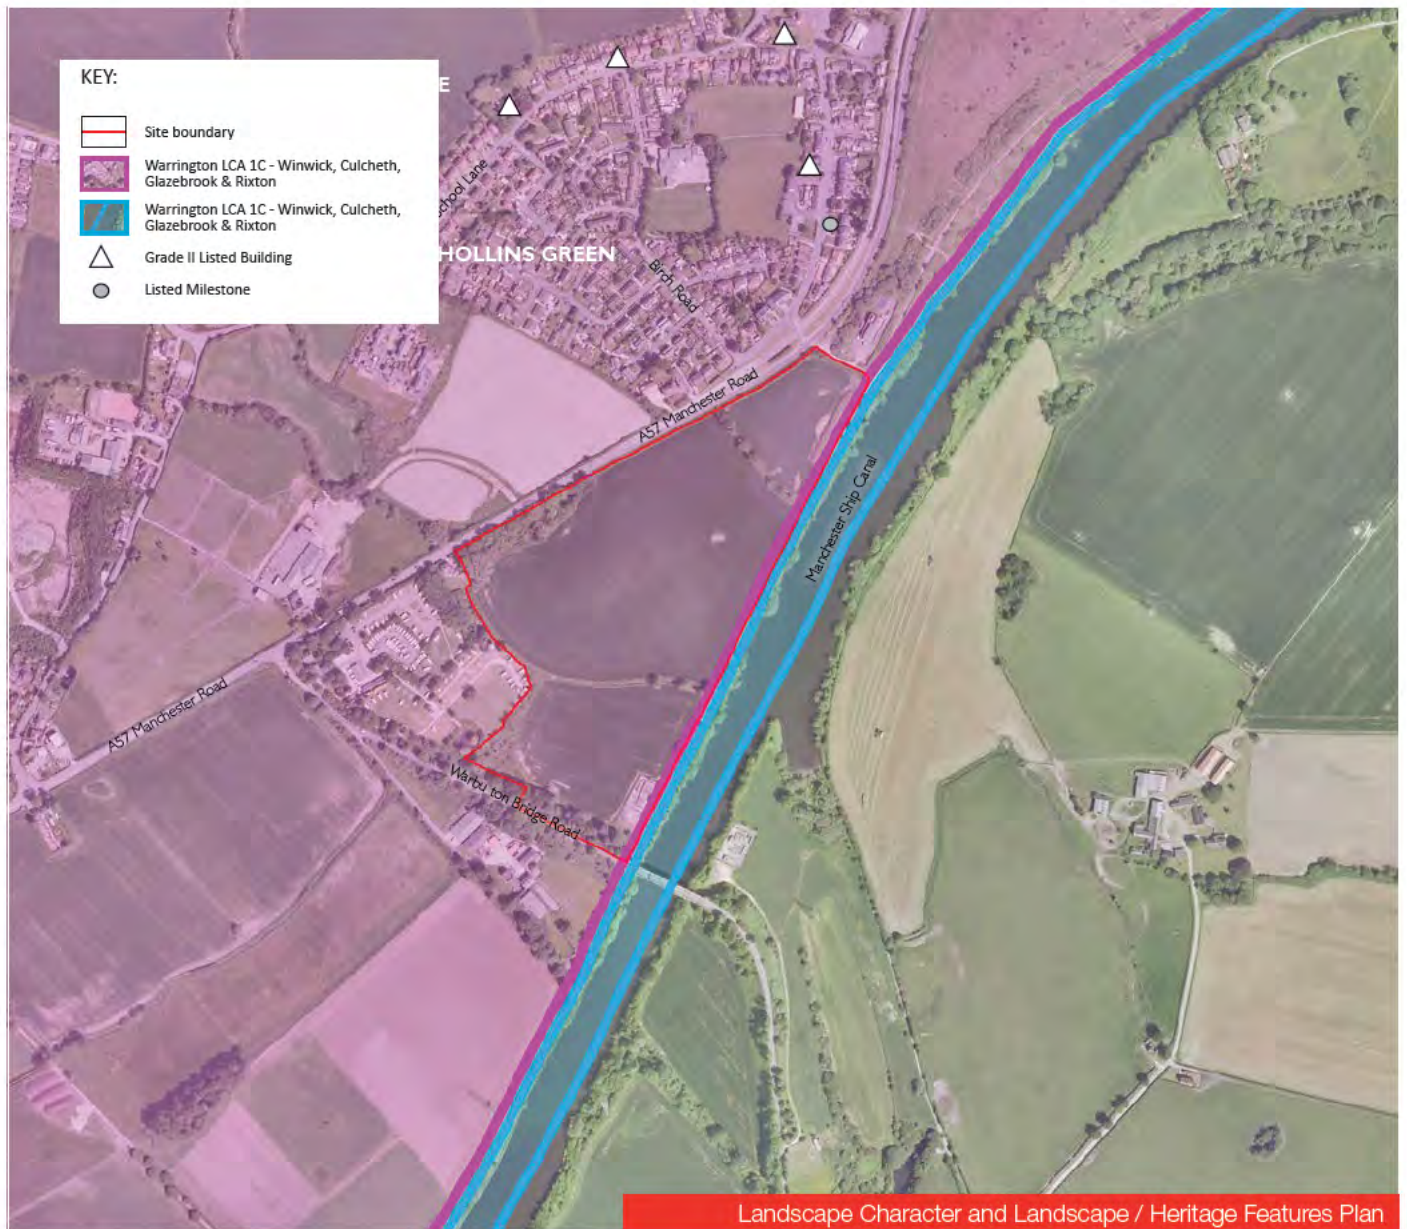 KEY:
Site boundary
Warrington LCA 1C - Winwick, Culcheth,
Glazebrook & Rixton
Warrington LCA 1C - Winwick, Culcheth,
Glazebrook & Rixton
Grade II Listed Building
Listed Milestone
E
School Lane
HOLLINS GREEN
Birch Road
A57 Manchester Road
Manchester Ship Canal
A57 Manchester Road
Warbu ton Bridge Road
Landscape Character and Landscape / Heritage Features Plan